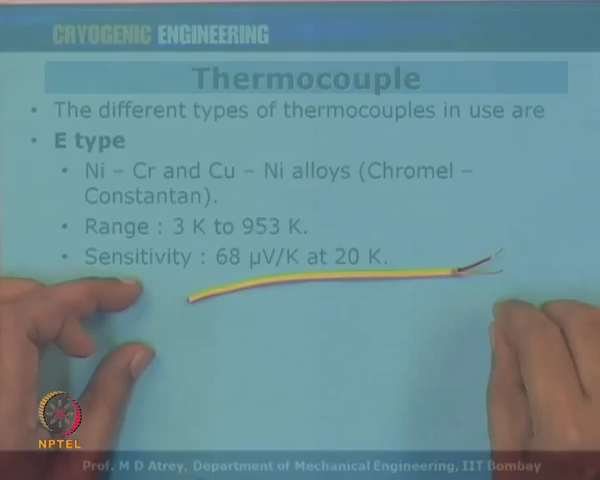 CRYOGENIC ENGINEERING
Thermocouple
• The different types of thermocouples in use are
• E type
• Ni – Cr and Cu – Ni alloys (Chromel –
Constantan).
• Range : 3 K to 953 K.
• Sensitivity : 68 µV/K at 20 K.
NPTEL
Prof. M D Atrey, Department of Mechanical Engineering, IIT Bombay